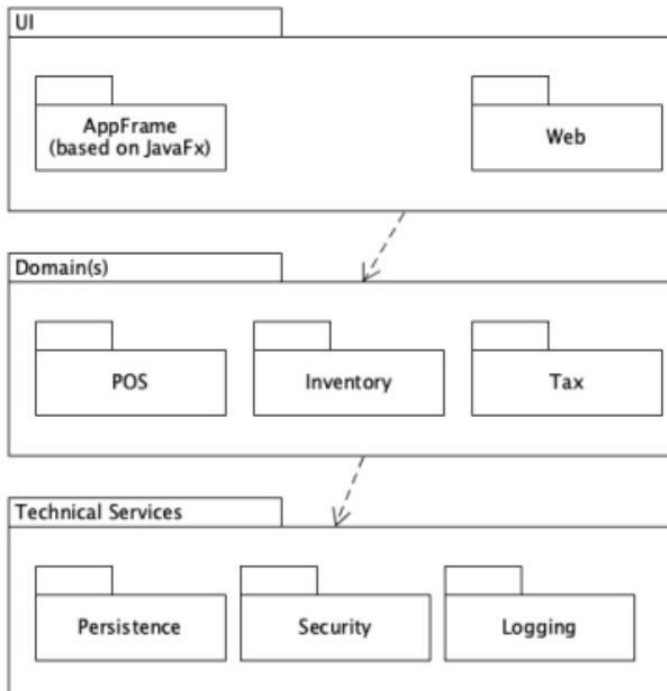 UI
AppFrame
(based on JavaFx)
Web
Domain(s)
POS
Inventory
Tax
Technical Services
Persistence
Security
Logging